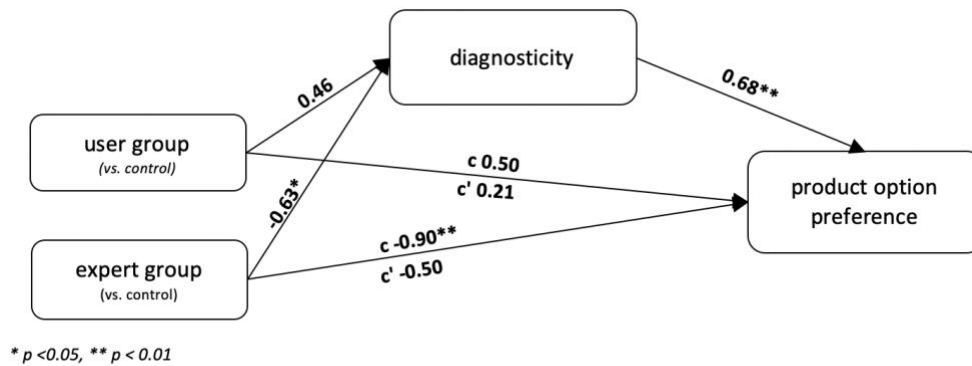 diagnosticity
0.46
0.68**
user group
(vs. control)
c 0.50
c' 0.21
product option
preference
-0.63*
c -0.90**
c' -0.50
expert group
(vs. control)
* p <0.05, ** p < 0.01